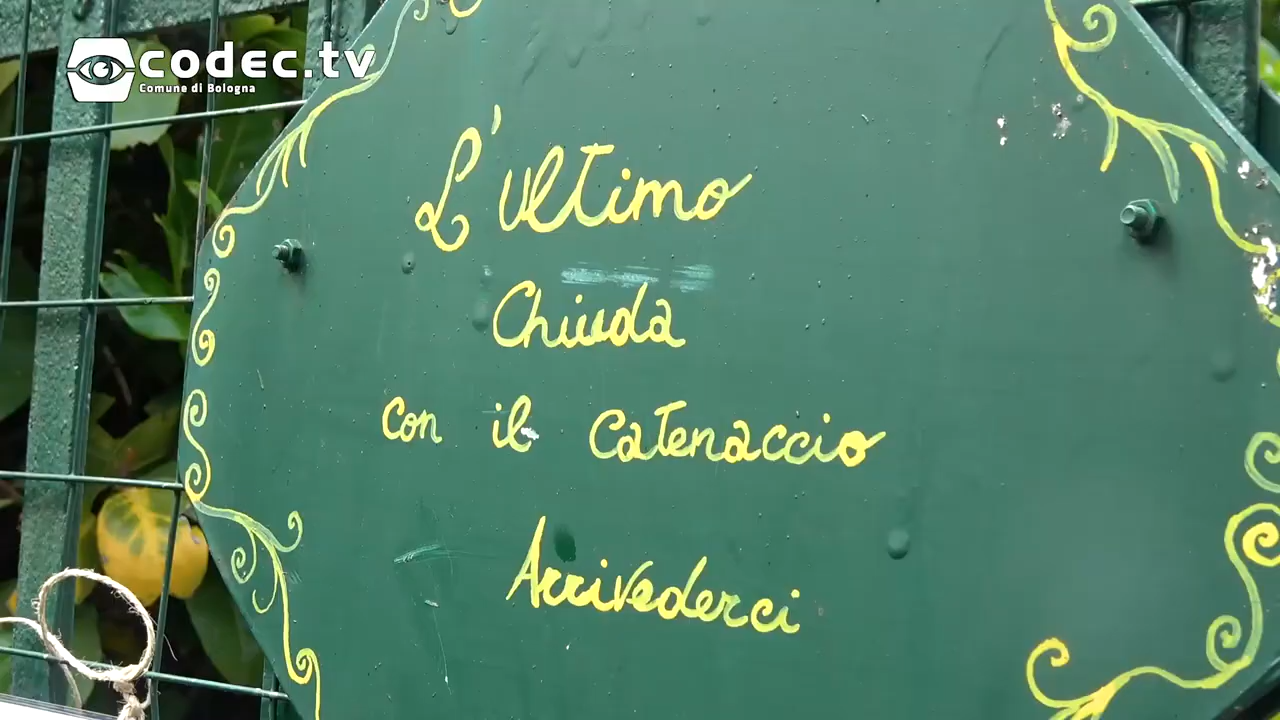 codec.tv
Comune di Bologna
L'ultimo
Chiuda
con il catenaccio
Arrivederci